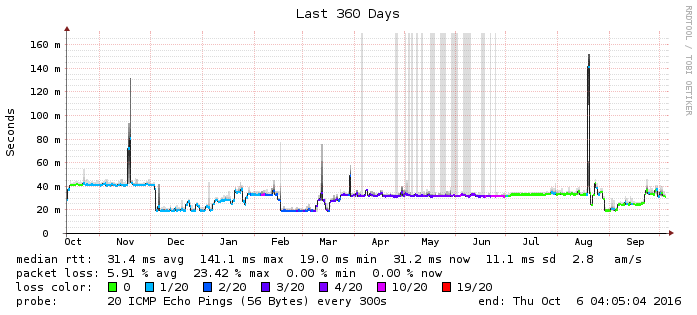 Last 360 Days
RRDTOOL / TOBI OETIKER
Seconds
160 m
140 m
120 m
100 m
80 m
60 m
40 m
20 m
0
Oct Nov Dec Jan Feb Mar Apr May Jun Jul Aug Sep
median rtt: 31.4 ms avg 141.1 ms max 19.0 ms min 31.2 ms now 11.1 ms sd 2.8 am/s
packet loss: 5.91 % avg 23.42 % max 0.00 % min 0.00 % now
loss color: 0 1/20 2/20 3/20 4/20 10/20 19/20
probe: 20 ICMP Echo Pings (56 Bytes) every 300s end: Thu Oct 6 04:05:04 2016